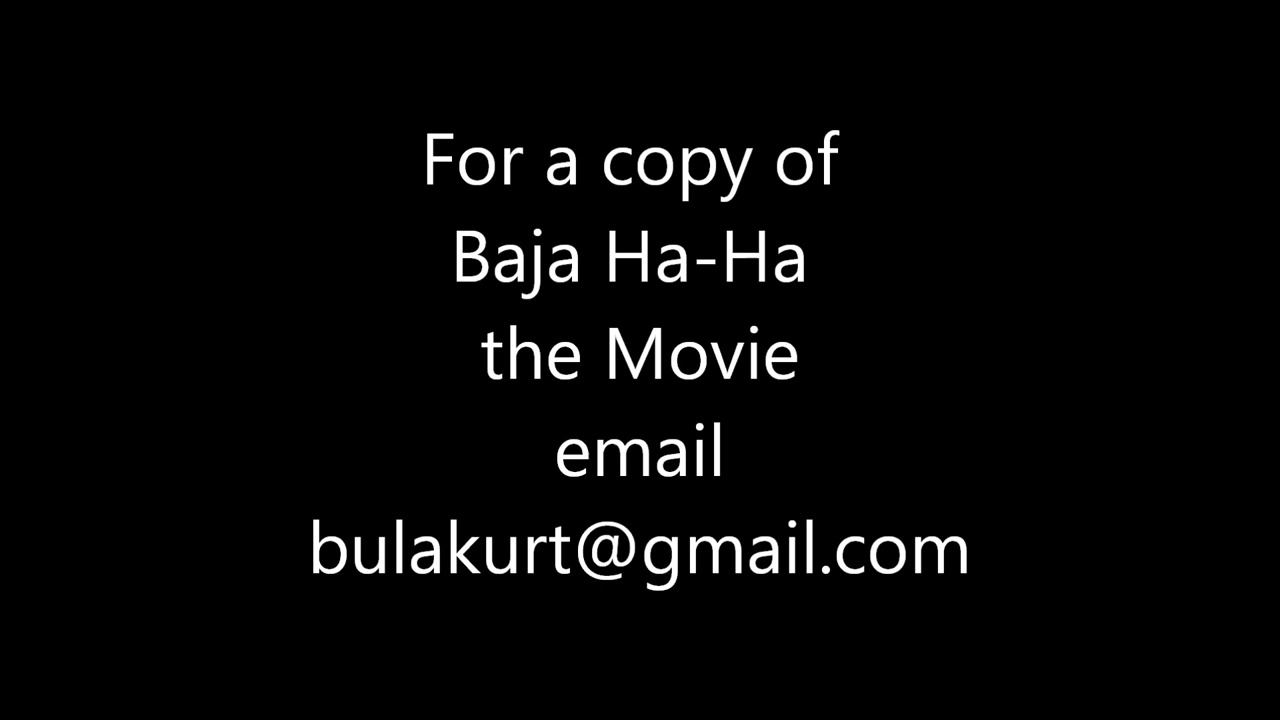 For a copy of
Baja Ha-Ha
the Movie
email
bulakurt@gmail.com